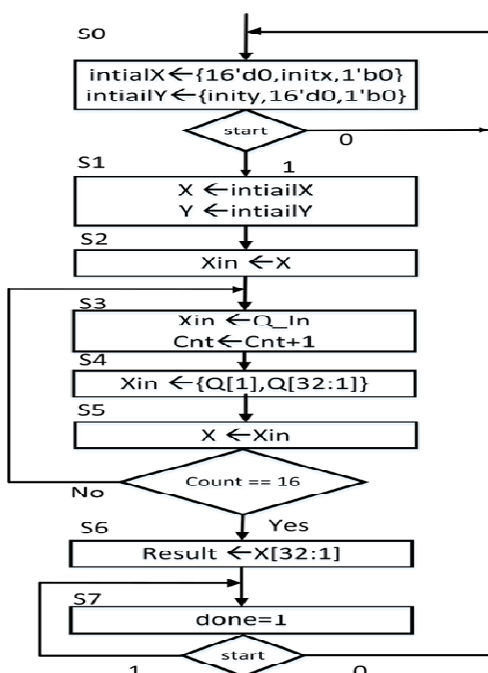 S0
intialX←{16'd0,initx,1'b0}
intiailY←{inity,16'd0,1'b0}
start
0
S1
1
X ←intiailX
Y ←intiailY
S2
Xin ←X
S3
Xin ←Q_In
Cnt←Cnt+1
S4
Xin ←{Q[1],Q[32:1]}
S5
X ←Xin
Count == 16
No
Yes
S6
Result ←X[32:1]
S7
done=1
start
1
0